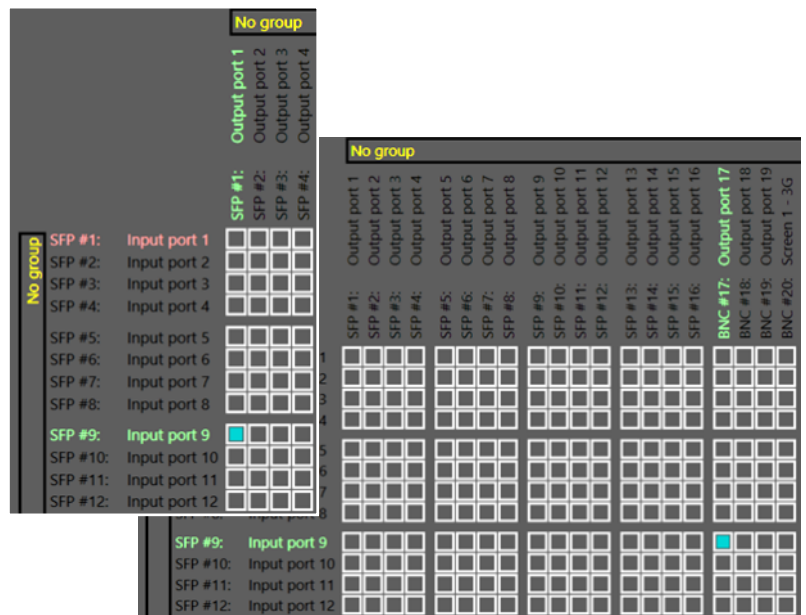 No group
SFP #1: Output port 1
SFP #2: Output port 2
SFP #3: Output port 3
SFP #4: Output port 4
No group
SFP #1: Input port 1
SFP #2: Input port 2
SFP #3: Input port 3
SFP #4: Input port 4
SFP #5: Input port 5
SFP #6: Input port 6
SFP #7: Input port 7
SFP #8: Input port 8
SFP #9: Input port 9
SFP #10: Input port 10
SFP #11: Input port 11
SFP #12: Input port 12
No group
SFP #1: Output port 1
SFP #2: Output port 2
SFP #3: Output port 3
SFP #4: Output port 4
SFP #5: Output port 5
SFP #6: Output port 6
SFP #7: Output port 7
SFP #8: Output port 8
SFP #9: Output port 9
SFP #10: Output port 10
SFP #11: Output port 11
SFP #12: Output port 12
SFP #13: Output port 13
SFP #14: Output port 14
SFP #15: Output port 15
SFP #16: Output port 16
BNC #17: Output port 17
BNC #18: Output port 18
BNC #19: Output port 19
BNC #20: Screen 1 - 3G
1
2
3
4
5
6
7
8
SFP #9: Input port 9
SFP #10: Input port 10
SFP #11: Input port 11
SFP #12: Input port 12